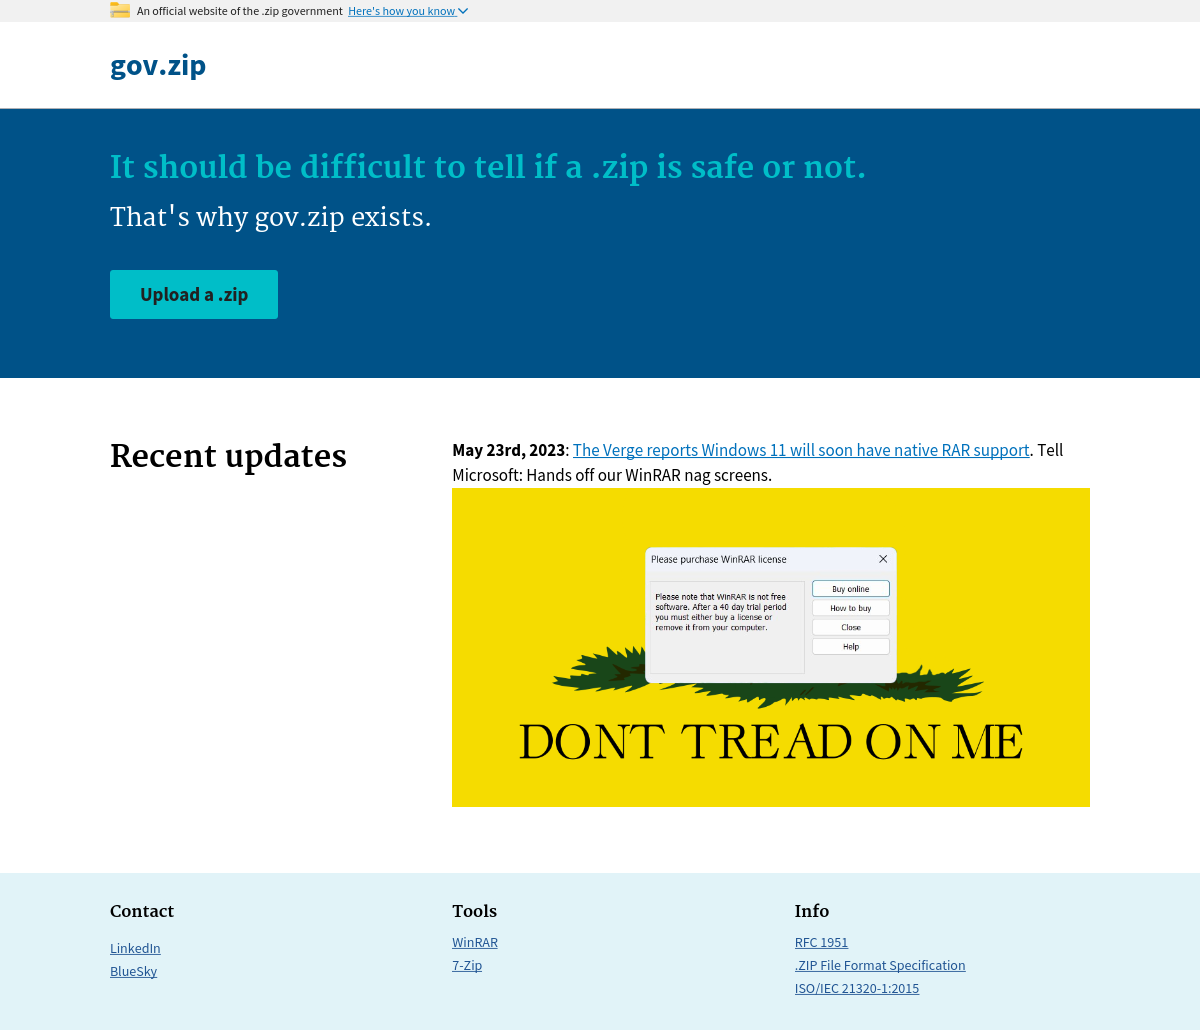 An official website of the .zip government Here's how you know
gov.zip
It should be difficult to tell if a .zip is safe or not.
That's why gov.zip exists.
Upload a .zip
Recent updates
May 23rd, 2023: The Verge reports Windows 11 will soon have native RAR support. Tell
Microsoft: Hands off our WinRAR nag screens.
Please purchase WinRAR license
Please note that WinRAR is not free
software. After a 40 day trial period
you must either buy a license or
remove it from your computer.
Buy online
How to buy
Close
Help
DONT TREAD ON ME
Contact
LinkedIn
BlueSky
Tools
WinRAR
7-Zip
Info
RFC 1951
.ZIP File Format Specification
ISO/IEC 21320-1:2015